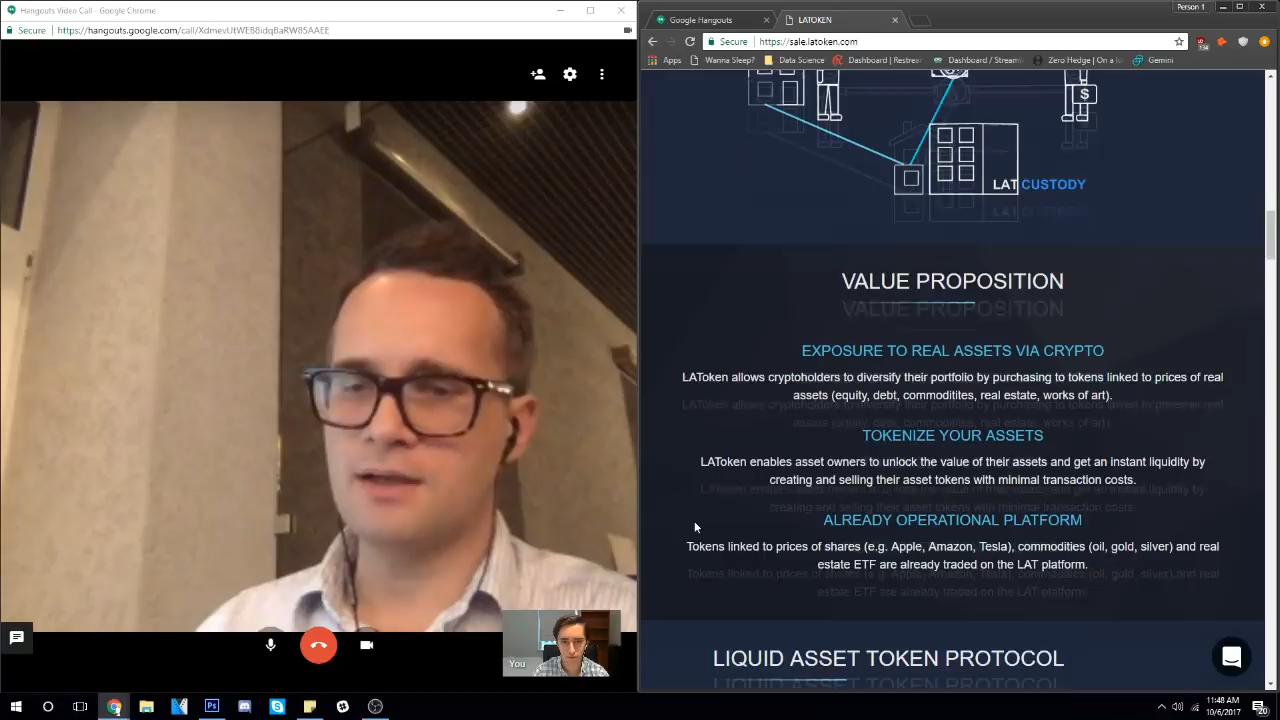 Hangouts Video Call - Google Chrome
Secure
https://hangouts.google.com/call/XdmevUtWE88idqBaRW85AAEE
You
Person 1
Google Hangouts
LATOKEN
Secure
https://sale.latoken.com
Apps
Wanna Sleep?
Data Science
Dashboard | Restrea
Dashboard / Streami
Zero Hedge | On a lo
Gemini
$
LAT CUSTODY
VALUE PROPOSITION
EXPOSURE TO REAL ASSETS VIA CRYPTO
LAToken allows cryptoholders to diversify their portfolio by purchasing to tokens linked to prices of real
assets (equity, debt, commoditites, real estate, works of art).
TOKENIZE YOUR ASSETS
LAToken enables asset owners to unlock the value of their assets and get an instant liquidity by
creating and selling their asset tokens with minimal transaction costs.
ALREADY OPERATIONAL PLATFORM
Tokens linked to prices of shares (e.g. Apple, Amazon, Tesla), commodities (oil, gold, silver) and real
estate ETF are already traded on the LAT platform.
LIQUID ASSET TOKEN PROTOCOL
11:48 AM
10/6/2017
20